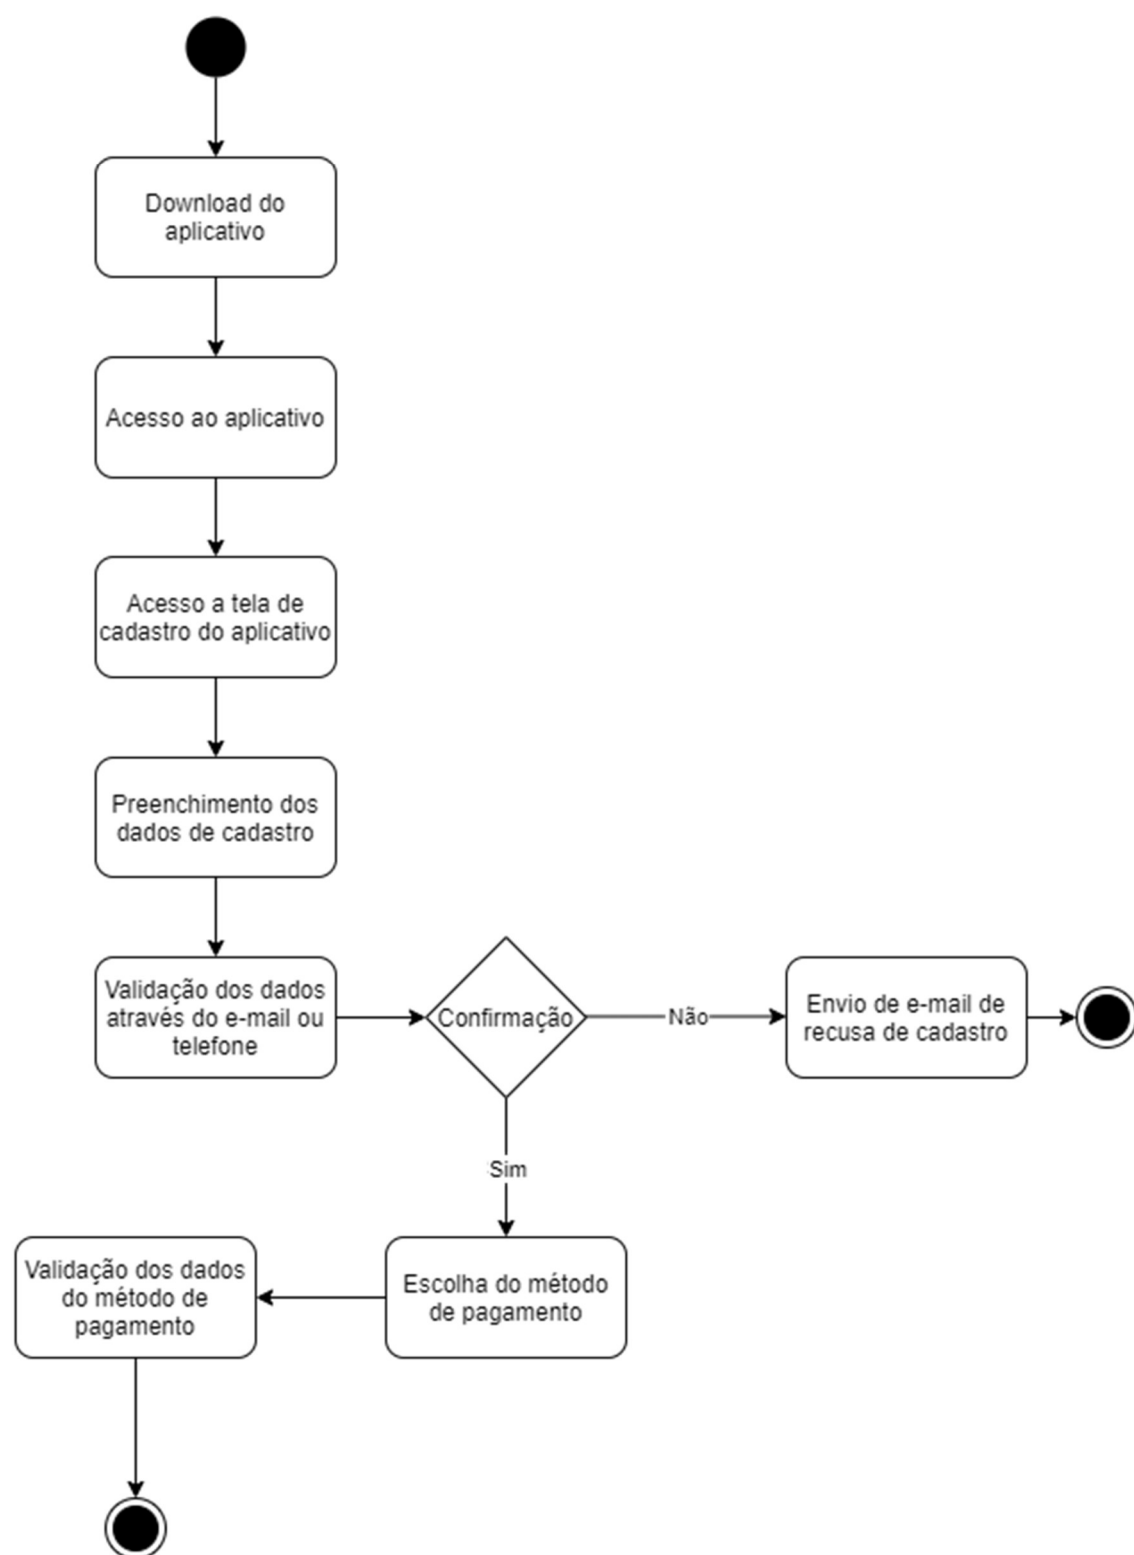 Download do
aplicativo
Acesso ao aplicativo
Acesso a tela de
cadastro do aplicativo
Preenchimento dos
dados de cadastro
Validação dos dados
através do e-mail ou
telefone
Confirmação
Não
Envio de e-mail de
recusa de cadastro
Sim
Escolha do método
de pagamento
Validação dos dados
do método de
pagamento